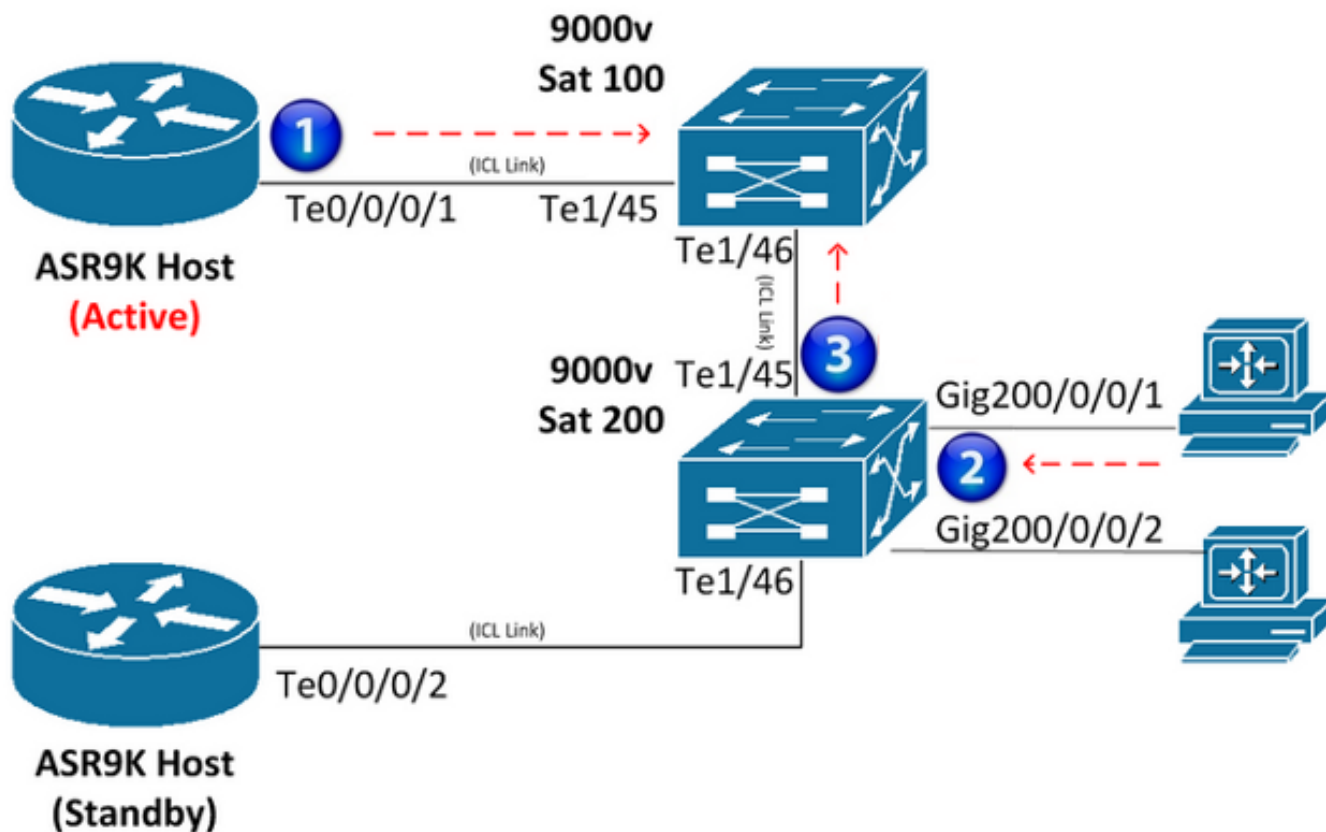 9000v
Sat 100
1
(ICL Link)
Te0/0/0/1
Te1/45
ASR9K Host
(Active)
Te1/46
(ICL Link)
3
9000v
Sat 200
Te1/45
Gig200/0/0/1
2
Gig200/0/0/2
Te1/46
(ICL Link)
Te0/0/0/2
ASR9K Host
(Standby)